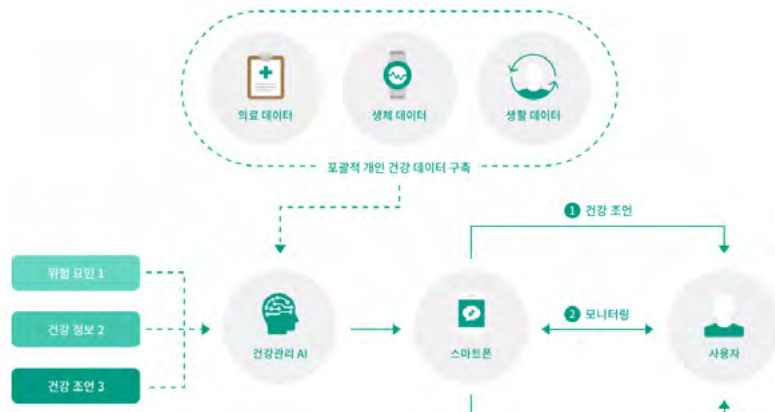 의료 데이터
생체 데이터
생활 데이터
포괄적 개인 건강 데이터 구축
1 건강 조언
위험 요인 1
건강 정보 2
건강 조언 3
건강관리 AI
스마트폰
2 모니터링
사용자